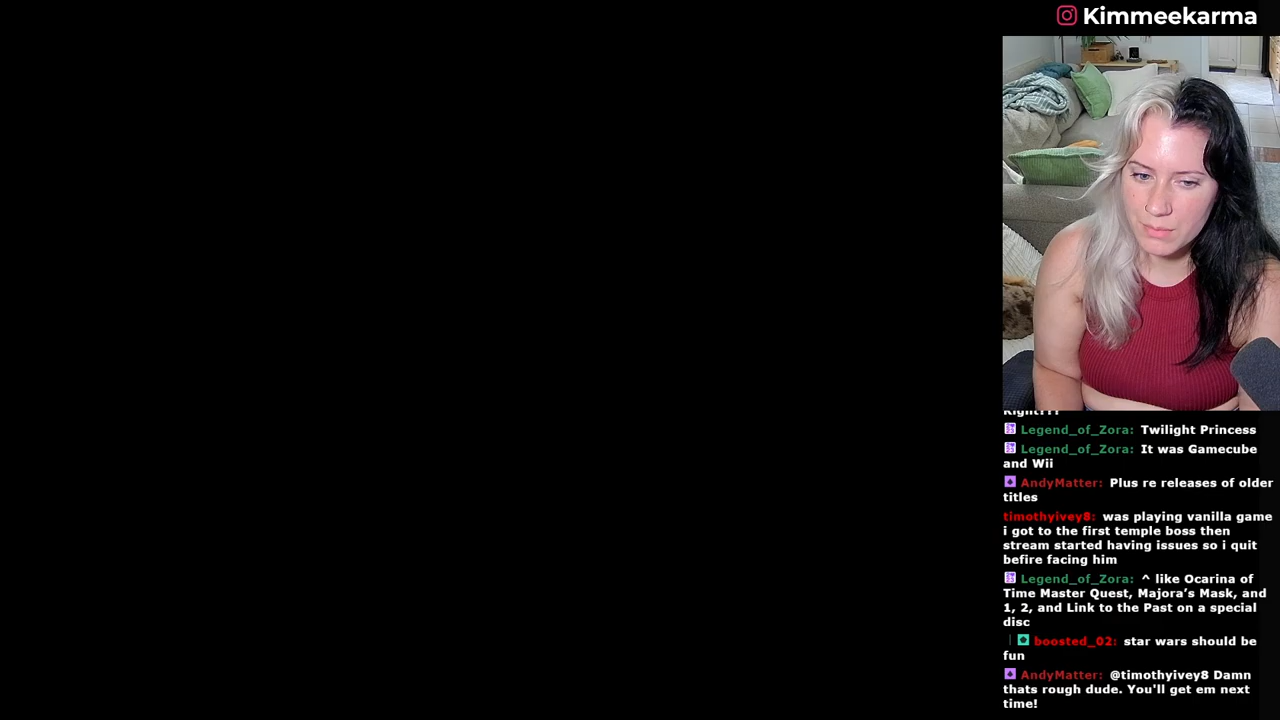 Kimmeekarma
Right???
Legend_of_Zora: Twilight Princess
Legend_of_Zora: It was Gamecube
and Wii
AndyMatter: Plus re releases of older
titles
timothyivey8: was playing vanilla game
i got to the first temple boss then
stream started having issues so i quit
befire facing him
Legend_of_Zora: ^ like Ocarina of
Time Master Quest, Majora's Mask, and
1, 2, and Link to the Past on a special
disc
boosted_02: star wars should be
fun
AndyMatter: @timothyivey8 Damn
thats rough dude. You'll get em next
time!